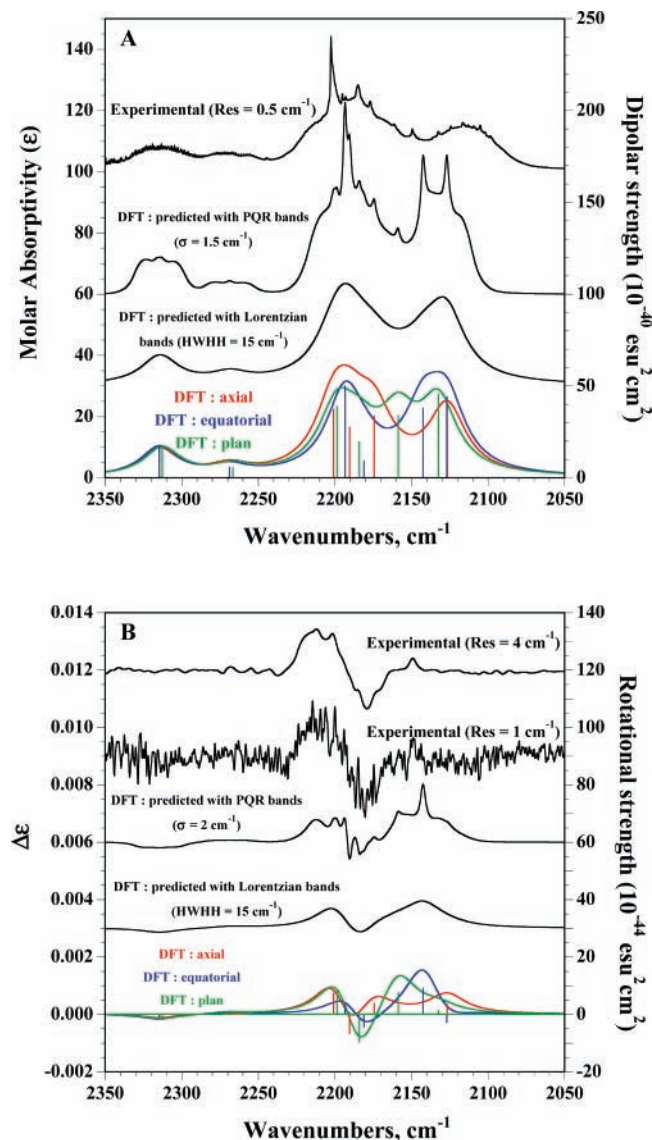 A
140
120
100
80
60
40
20
0
Molar Absorptivity (ε)
250
200
150
100
50
0
Dipolar strength (10⁻⁴⁰ esu² cm²)
Experimental (Res = 0.5 cm⁻¹)
DFT : predicted with PQR bands
(σ = 1.5 cm⁻¹)
DFT : predicted with Lorentzian
bands (HWHH = 15 cm⁻¹)
DFT : axial
DFT : equatorial
DFT : plan
2350 2300 2250 2200 2150 2100 2050
Wavenumbers, cm⁻¹
B
0.014
0.012
0.010
0.008
0.006
0.004
0.002
0.000
-0.002
Δε
140
120
100
80
60
40
20
0
-20
Rotational strength (10⁻⁴⁴ esu² cm²)
Experimental (Res = 4 cm⁻¹)
Experimental (Res = 1 cm⁻¹)
DFT : predicted with PQR bands
(σ = 2 cm⁻¹)
DFT : predicted with Lorentzian bands
(HWHH = 15 cm⁻¹)
DFT : axial
DFT : equatorial
DFT : plan
2350 2300 2250 2200 2150 2100 2050
Wavenumbers, cm⁻¹